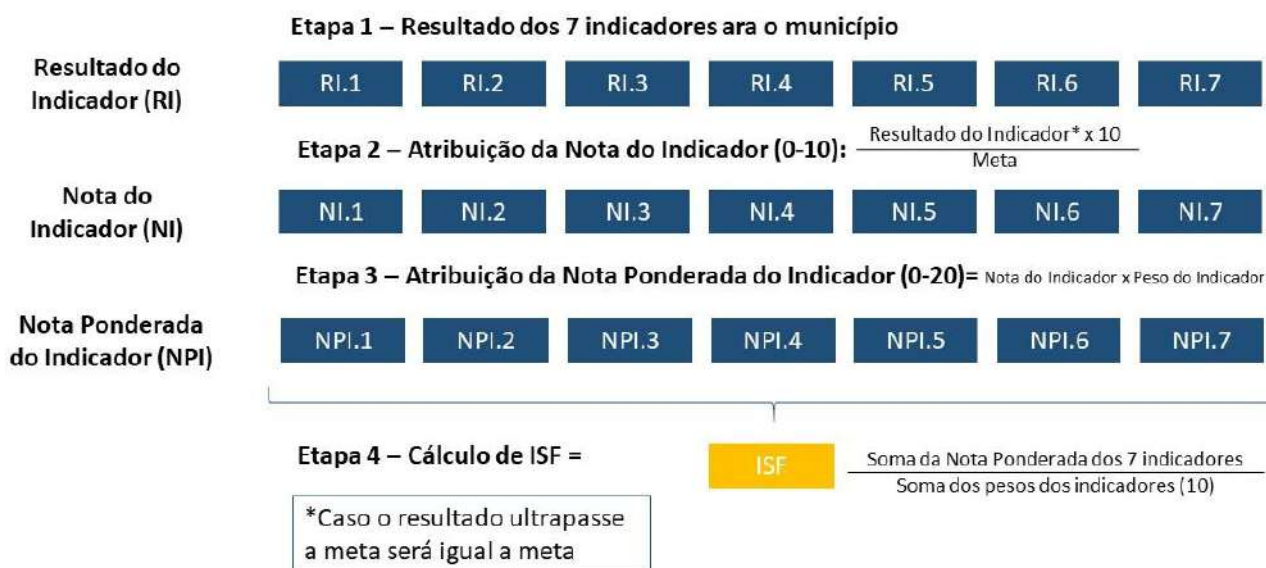 Etapa 1 – Resultado dos 7 indicadores ara o município
Resultado do
Indicador (RI)
RI.1 RI.2 RI.3 RI.4 RI.5 RI.6 RI.7
Etapa 2 – Atribuição da Nota do Indicador (0-10): Resultado do Indicador* x 10
Meta
Nota do
Indicador (NI)
NI.1 NI.2 NI.3 NI.4 NI.5 NI.6 NI.7
Etapa 3 – Atribuição da Nota Ponderada do Indicador (0-20)= Nota do Indicador x Peso do Indicador
Nota Ponderada
do Indicador (NPI)
NPI.1 NPI.2 NPI.3 NPI.4 NPI.5 NPI.6 NPI.7
Etapa 4 – Cálculo de ISF = ISF Soma da Nota Ponderada dos 7 indicadores
Soma dos pesos dos indicadores (10)
*Caso o resultado ultrapasse
a meta será igual a meta